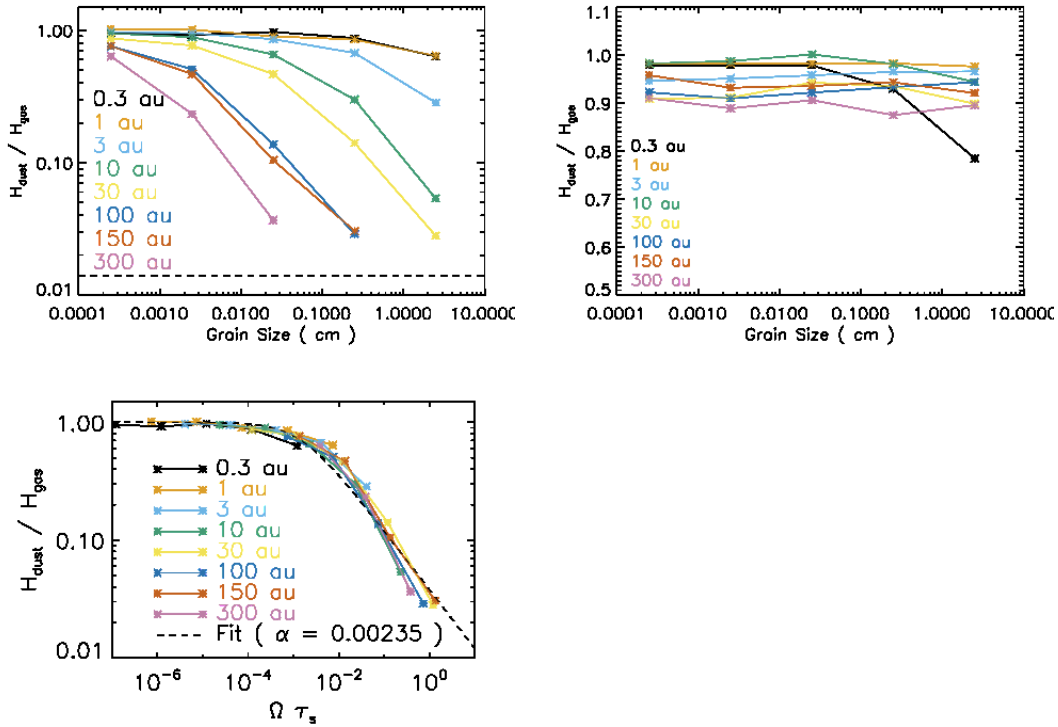 1.00
0.10
0.01
H_dust / H_gas
0.3 au
1 au
3 au
10 au
30 au
100 au
150 au
300 au
0.0001 0.0010 0.0100 0.1000 1.0000 10.0000
Grain Size ( cm )
1.1
1.0
0.9
0.8
0.7
0.6
0.5
H_dust / H_gas
0.3 au
1 au
3 au
10 au
30 au
100 au
150 au
300 au
0.0001 0.0010 0.0100 0.1000 1.0000 10.0000
Grain Size ( cm )
1.00
0.10
0.01
H_dust / H_gas
0.3 au
1 au
3 au
10 au
30 au
100 au
150 au
300 au
Fit ( α = 0.00235 )
10^-6 10^-4 10^-2 10^0
Ω τ_s